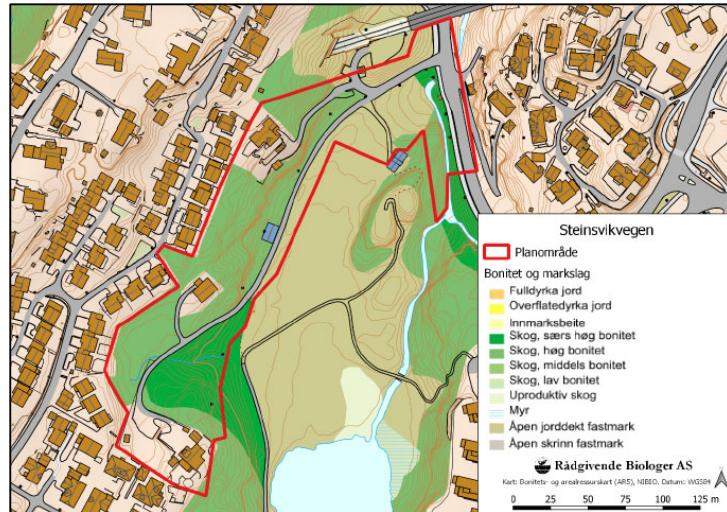 Steinsvikvegen
Planområde
Bonitet og markslag
Fulldyrka jord
Overflatedyrka jord
Innmarksbeite
Skog, særs høg bonitet
Skog, høg bonitet
Skog, middels bonitet
Skog, lav bonitet
Uproduktiv skog
Myr
Åpen jorddekt fastmark
Åpen skrinn fastmark
Rådgivende Biologer AS
Kart: Bonitets- og arealressurskart (AR5), NIBIO. Datum: WGS84
0 25 50 75 100 125 m